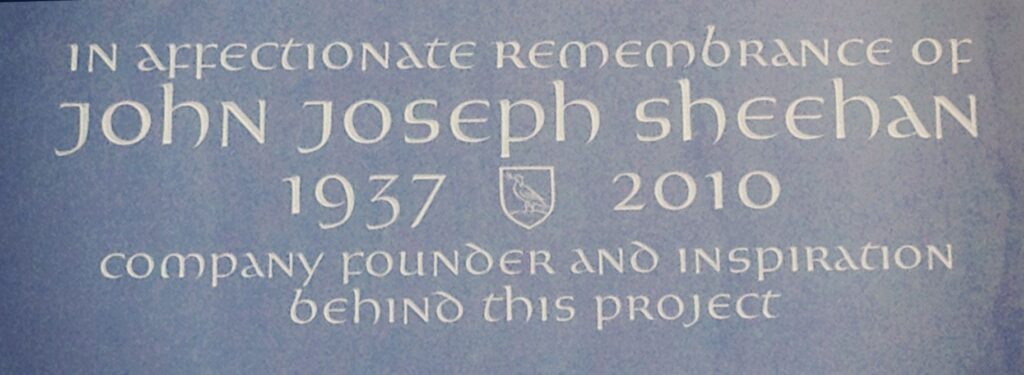 IN AFFECTIONATE REMEMBRANCE OF
JOHN JOSEPH SHEEHAN
1937 2010
COMPANY FOUNDER AND INSPIRATION
BEHIND THIS PROJECT